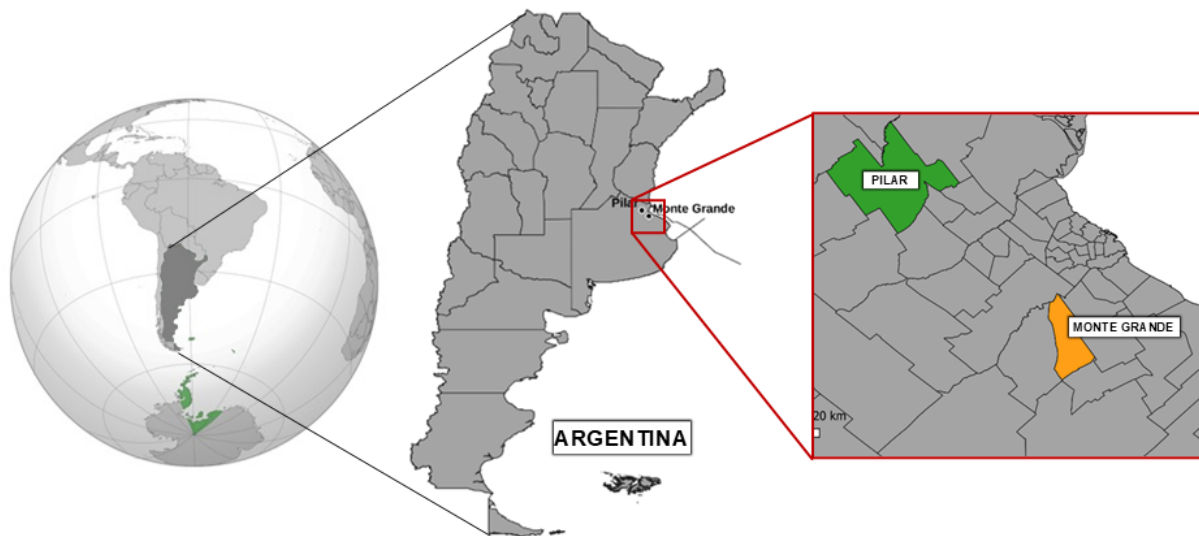 Pilar
Monte Grande
ARGENTINA
PILAR
MONTE GRANDE
20 km